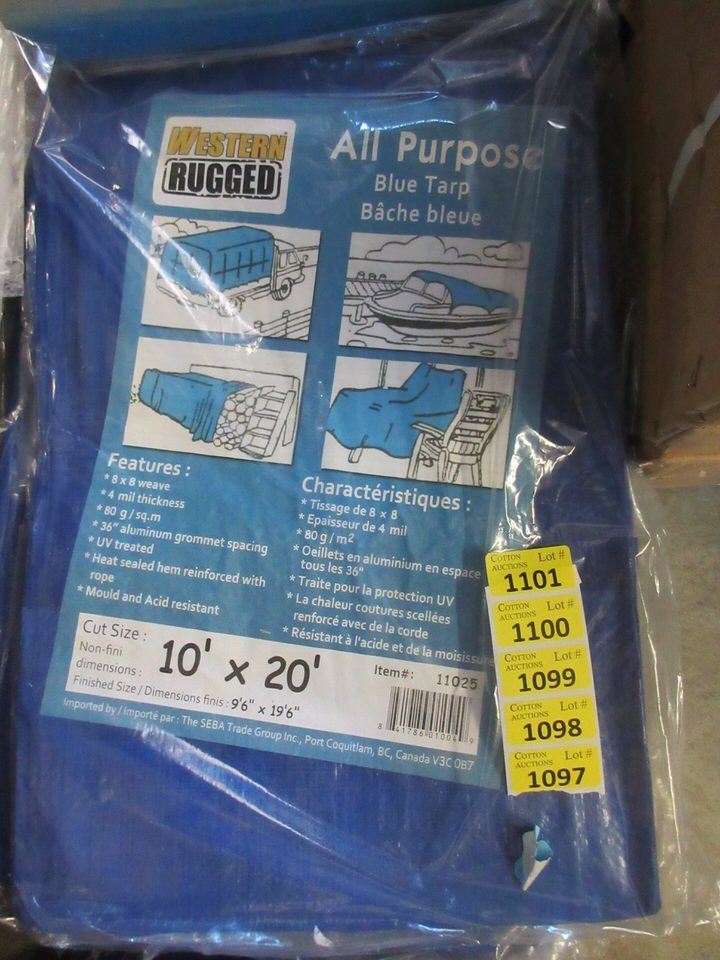 WESTERN
RUGGED
All Purpose
Blue Tarp
Bâche bleue
Features :
* 8 x 8 weave
* 4 mil thickness
* 80 g / sq.m
* 36" aluminum grommet spacing
* UV treated
* Heat sealed hem reinforced with
rope
* Mould and Acid resistant
Charactéristiques :
* Tissage de 8 x 8
* Epaisseur de 4 mil
* 80 g / m²
* Oeillets en aluminium en espace
tous les 36"
* Traite pour la protection UV
* La chaleur coutures scellées
renforcé avec de la corde
* Résistant à l'acide et de la moisissure
Cut Size :
Non-fini
dimensions :
10' x 20'
Finished Size / Dimensions finis : 9'6" x 19'6"
Item#: 11025
8 41786 01004 9
Imported by / Importé par : The SEBA Trade Group Inc., Port Coquitlam, BC, Canada V3C 0B7
COTTON AUCTIONS Lot #
1101
COTTON AUCTIONS Lot #
1100
COTTON AUCTIONS Lot #
1099
COTTON AUCTIONS Lot #
1098
COTTON AUCTIONS Lot #
1097